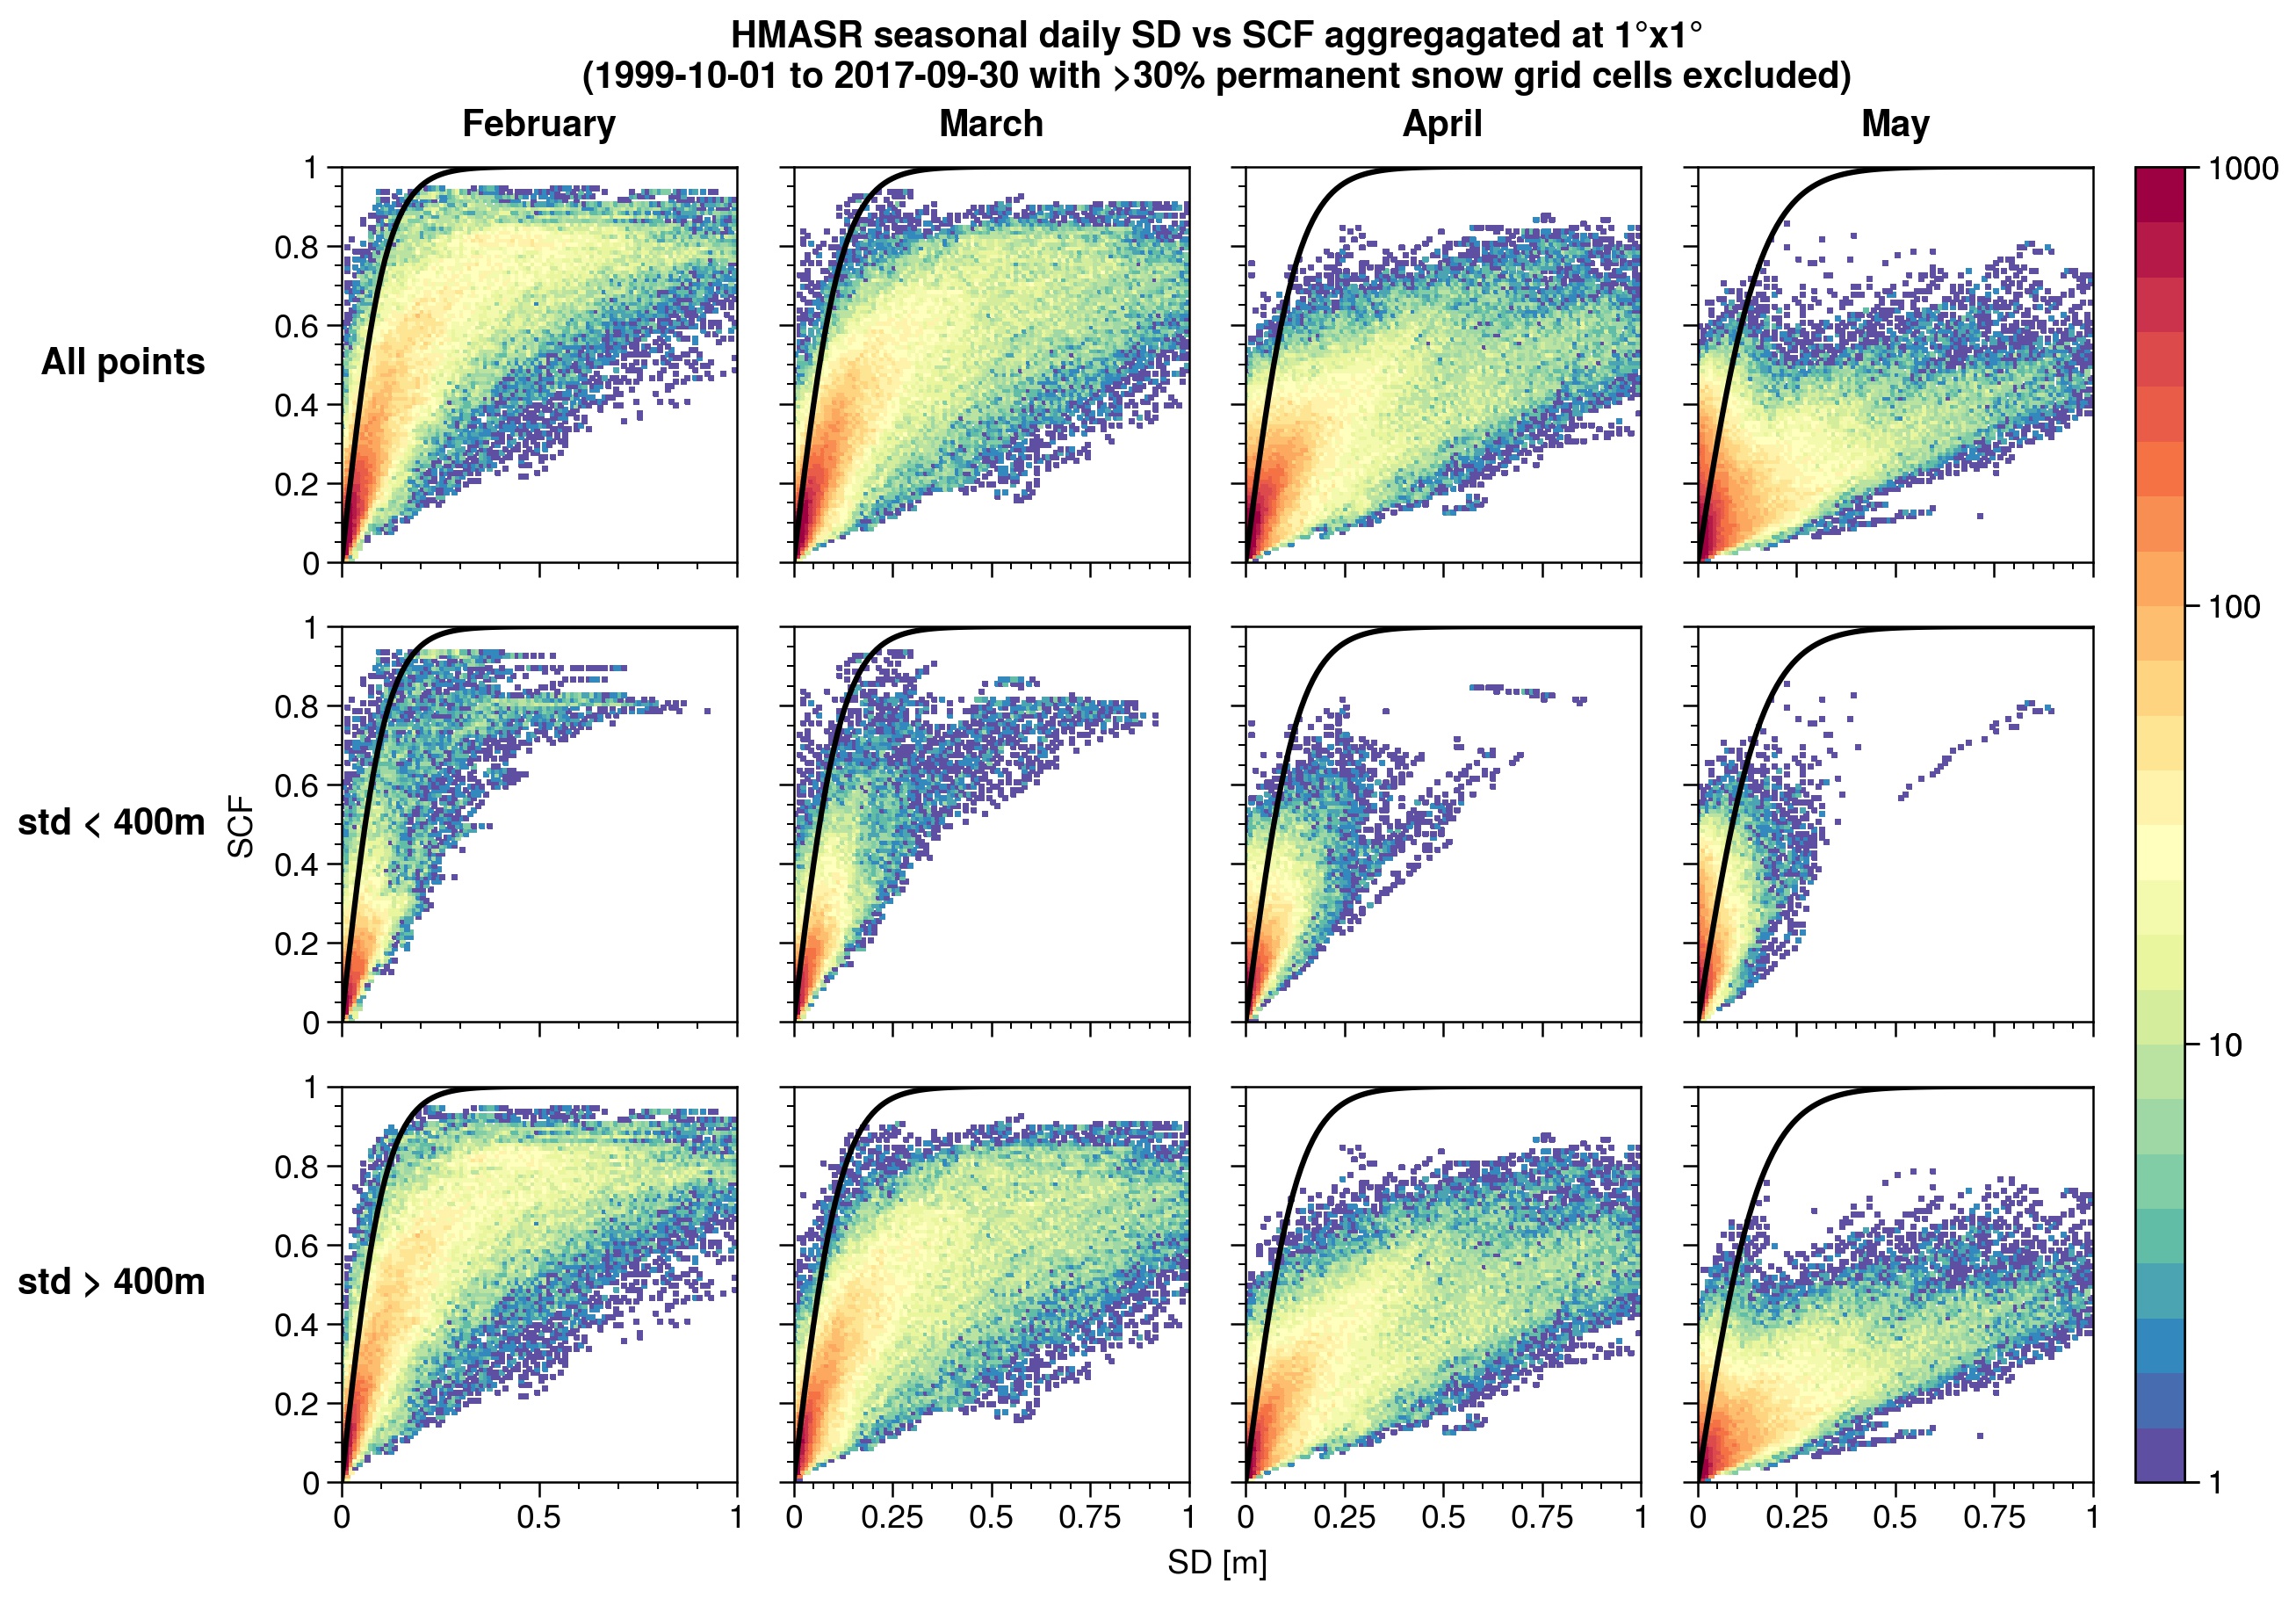 HMASR seasonal daily SD vs SCF aggregagated at 1°x1°
(1999-10-01 to 2017-09-30 with >30% permanent snow grid cells excluded)
February March April May
1
0.8
0.6
0.4
0.2
0
All points
1
0.8
0.6
0.4
0.2
0
std < 400m
SCF
1
0.8
0.6
0.4
0.2
0
std > 400m
0 0.5 1
0 0.25 0.5 0.75 1
0 0.25 0.5 0.75 1
0 0.25 0.5 0.75 1
SD [m]
1000
100
10
1